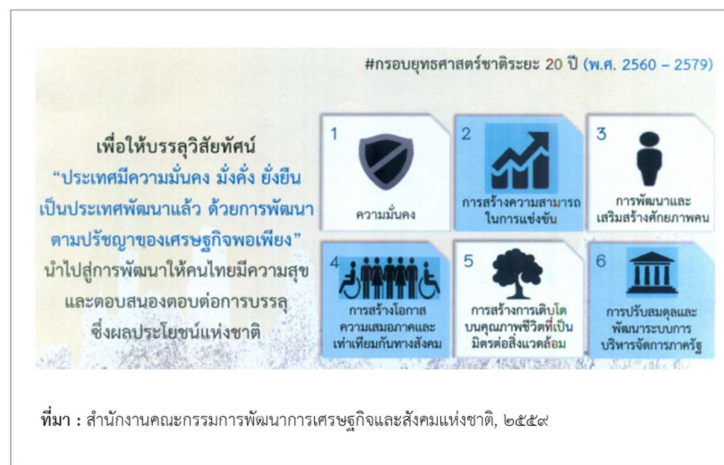 #กรอบยุทธศาสตร์ชาติระยะ 20 ปี (พ.ศ. 2560 – 2579)
เพื่อให้บรรลุวิสัยทัศน์
“ประเทศมีความมั่นคง มั่งคั่ง ยั่งยืน
เป็นประเทศพัฒนาแล้ว ด้วยการพัฒนา
ตามปรัชญาของเศรษฐกิจพอเพียง”
นำไปสู่การพัฒนาให้คนไทยมีความสุข
และตอบสนองตอบต่อการบรรลุ
ซึ่งผลประโยชน์แห่งชาติ
1
ความมั่นคง
2
การสร้างความสามารถ
ในการแข่งขัน
3
การพัฒนาและ
เสริมสร้างศักยภาพคน
4
การสร้างโอกาส
ความเสมอภาคและ
เท่าเทียมกันทางสังคม
5
การสร้างการเติบโต
บนคุณภาพชีวิตที่เป็น
มิตรต่อสิ่งแวดล้อม
6
การปรับสมดุลและ
พัฒนาระบบการ
บริหารจัดการภาครัฐ
ที่มา : สำนักงานคณะกรรมการพัฒนาการเศรษฐกิจและสังคมแห่งชาติ, ๒๕๕๙